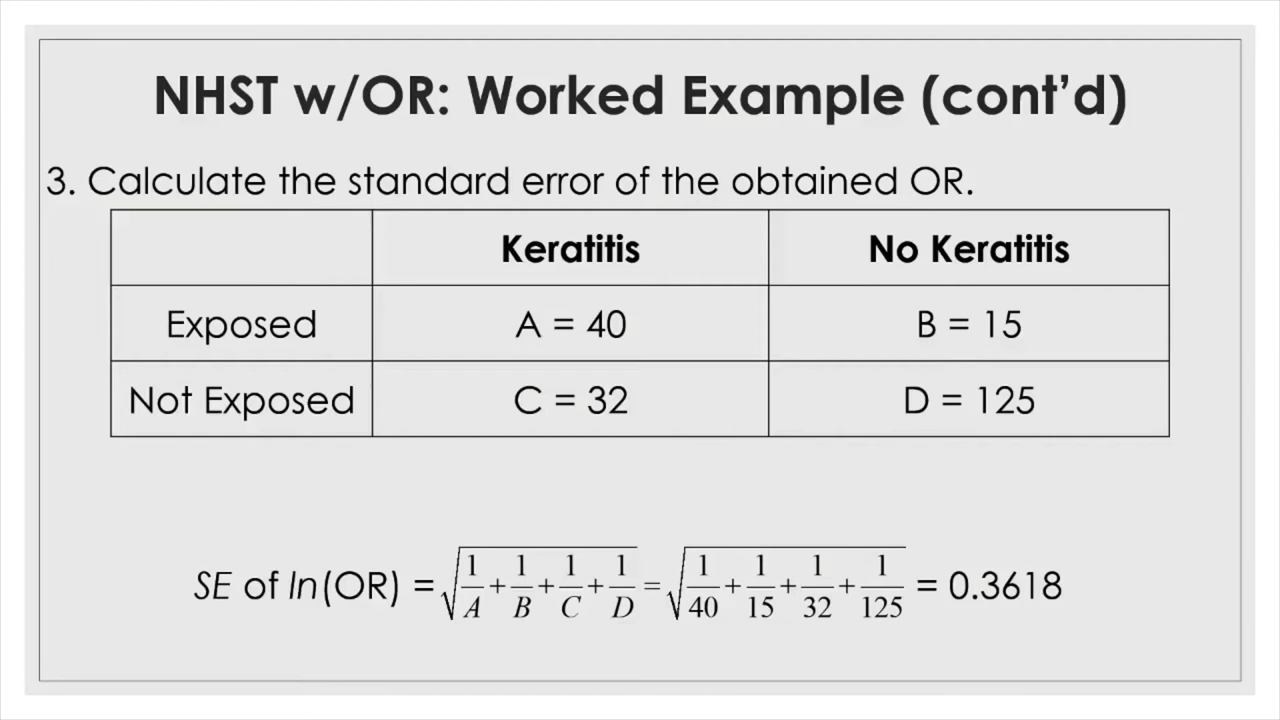 NHST w/OR: Worked Example (cont’d)
3. Calculate the standard error of the obtained OR.
Keratitis No Keratitis
Exposed A = 40 B = 15
Not Exposed C = 32 D = 125
SE of ln(OR) = √(1/A + 1/B + 1/C + 1/D) = √(1/40 + 1/15 + 1/32 + 1/125) = 0.3618